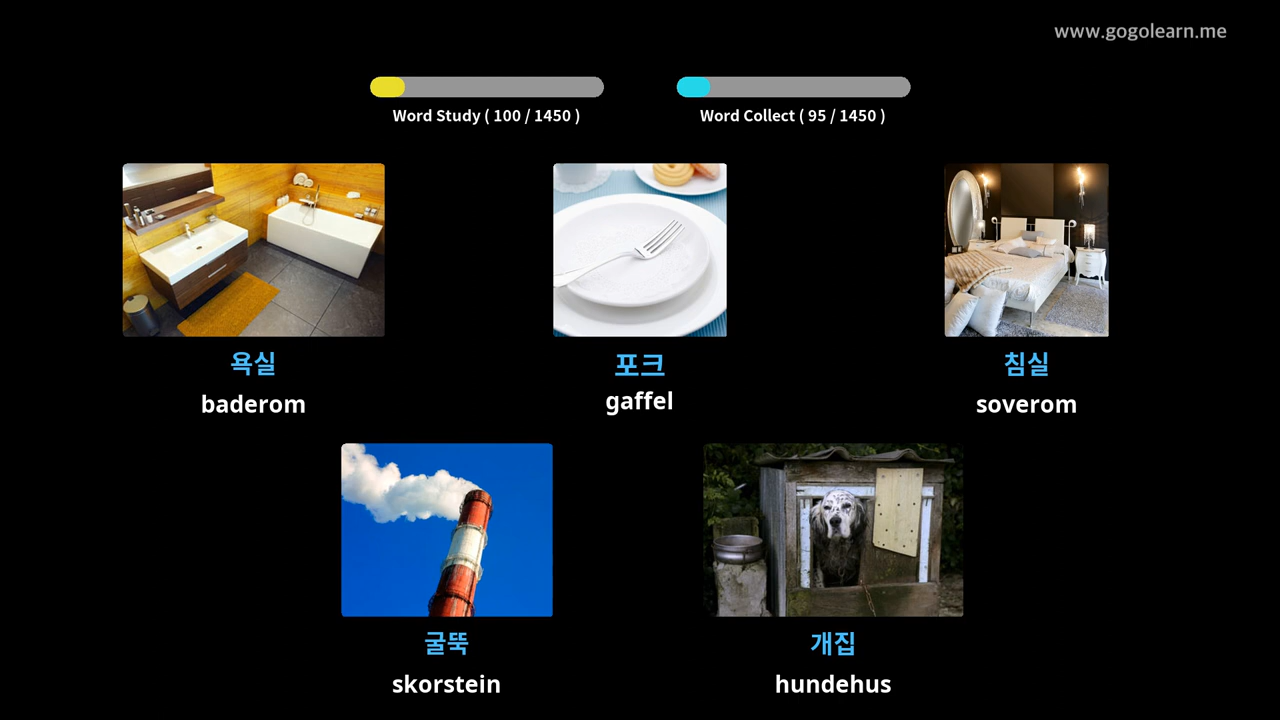 www.gogolearn.me
Word Study ( 100 / 1450 )
Word Collect ( 95 / 1450 )
욕실
baderom
포크
gaffel
침실
soverom
굴뚝
skorstein
개집
hundehus